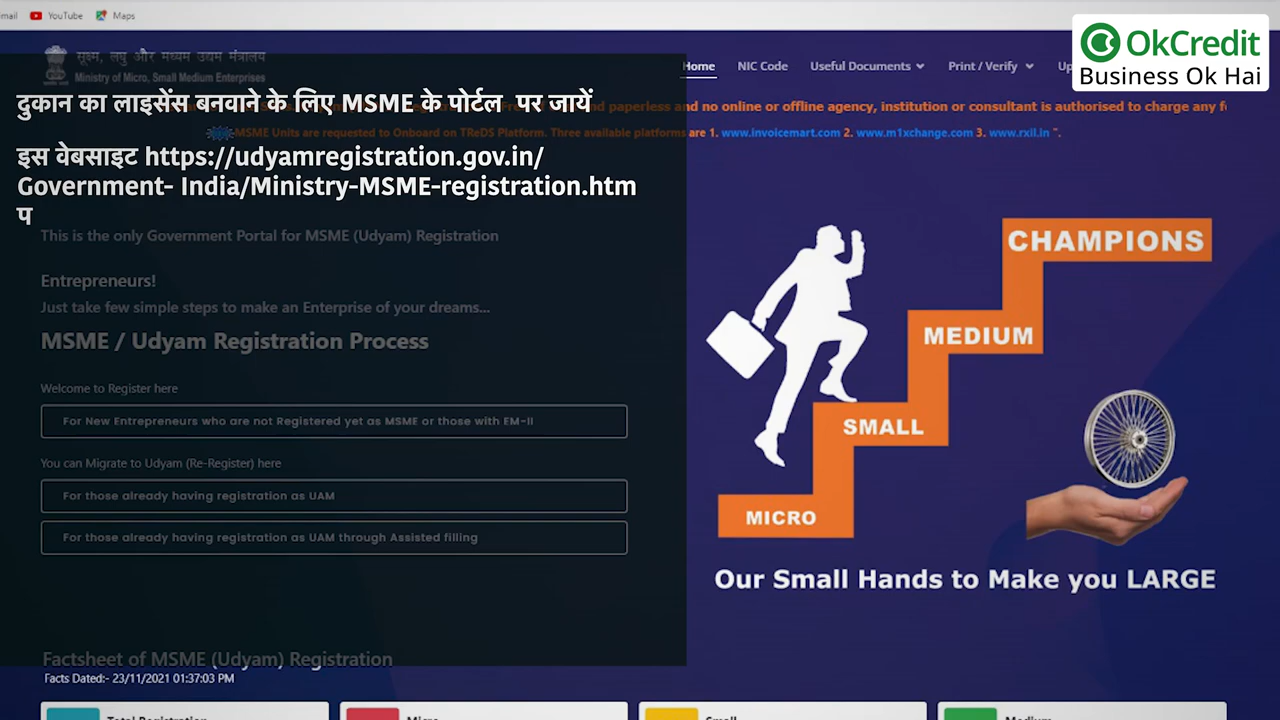 YouTube
Maps
OkCredit
Business Ok Hai
सूक्ष्म, लघु और मध्यम उद्यम मंत्रालय
Ministry of Micro, Small Medium Enterprises
Home NIC Code Useful Documents Print / Verify
दुकान का लाइसेंस बनवाने के लिए MSME के पोर्टल पर जायें
and paperless and no online or offline agency, institution or consultant is authorised to charge any
MSME Units are requested to Onboard on TReDS Platform. Three available platforms are 1. www.invoicemart.com 2. www.m1xchange.com 3. www.rxil.in ".
इस वेबसाइट https://udyamregistration.gov.in/
Government- India/Ministry-MSME-registration.htm
प
This is the only Government Portal for MSME (Udyam) Registration
Entrepreneurs!
Just take few simple steps to make an Enterprise of your dreams...
MSME / Udyam Registration Process
Welcome to Register here
For New Entrepreneurs who are not Registered yet as MSME or those with EM-II
You can Migrate to Udyam (Re-Register) here
For those already having registration as UAM
For those already having registration as UAM through Assisted filling
CHAMPIONS
MEDIUM
SMALL
MICRO
Our Small Hands to Make you LARGE
Factsheet of MSME (Udyam) Registration
Facts Dated:- 23/11/2021 01:37:03 PM
Total Registration
Micro
Small
Medium